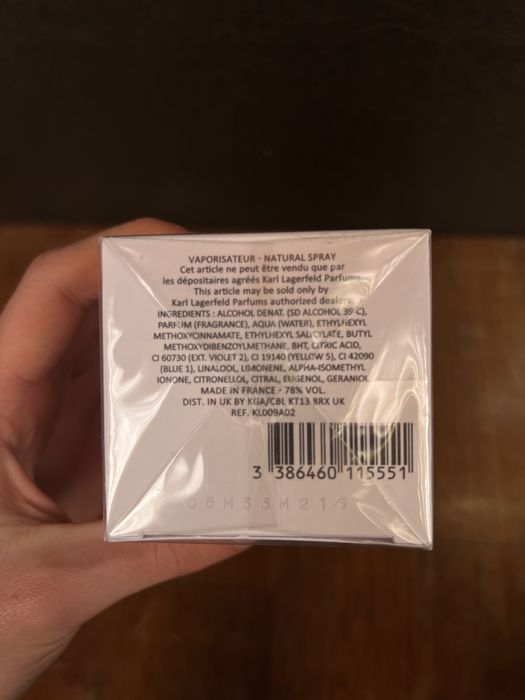 VAPORISATEUR - NATURAL SPRAY
Cet article ne peut être vendu que par
les dépositaires agréés Karl Lagerfeld Parfums.
This article may be sold only by
Karl Lagerfeld Parfums authorized dealers.
INGREDIENTS : ALCOHOL DENAT. (SD ALCOHOL 39-C),
PARFUM (FRAGRANCE), AQUA (WATER), ETHYLHEXYL
METHOXYCINNAMATE, ETHYLHEXYL SALICYLATE, BUTYL
METHOXYDIBENZOYLMETHANE, BHT, CITRIC ACID,
CI 60730 (EXT. VIOLET 2), CI 19140 (YELLOW 5), CI 42090
(BLUE 1), LINALOOL, LIMONENE, ALPHA-ISOMETHYL
IONONE, CITRONELLOL, CITRAL, EUGENOL, GERANIOL.
MADE IN FRANCE - 78% VOL.
DIST. IN UK BY KGA/CBL KT13 8RX UK
REF. KL009A02
3 386460 115551
06M33M216